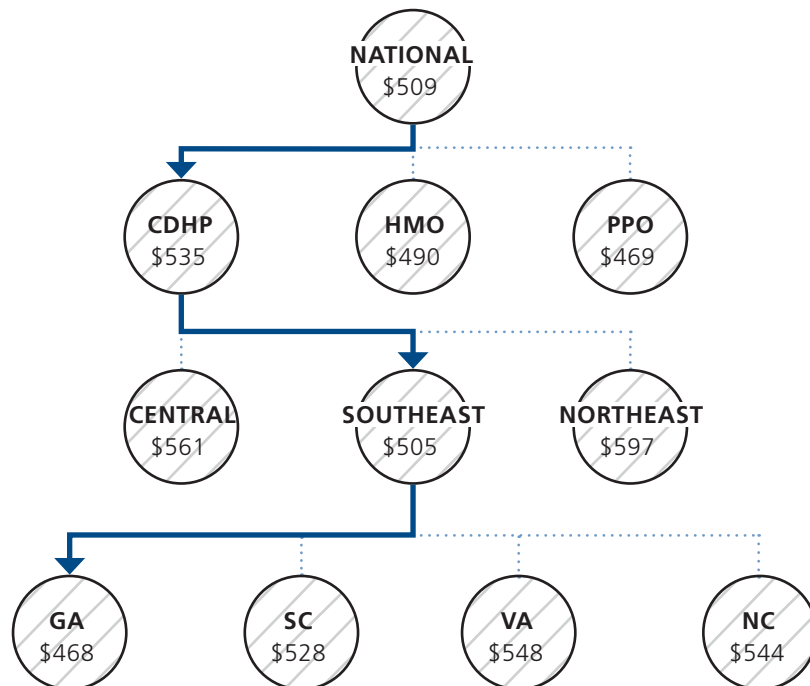 NATIONAL
$509
CDHP
$535
HMO
$490
PPO
$469
CENTRAL
$561
SOUTHEAST
$505
NORTHEAST
$597
GA
$468
SC
$528
VA
$548
NC
$544